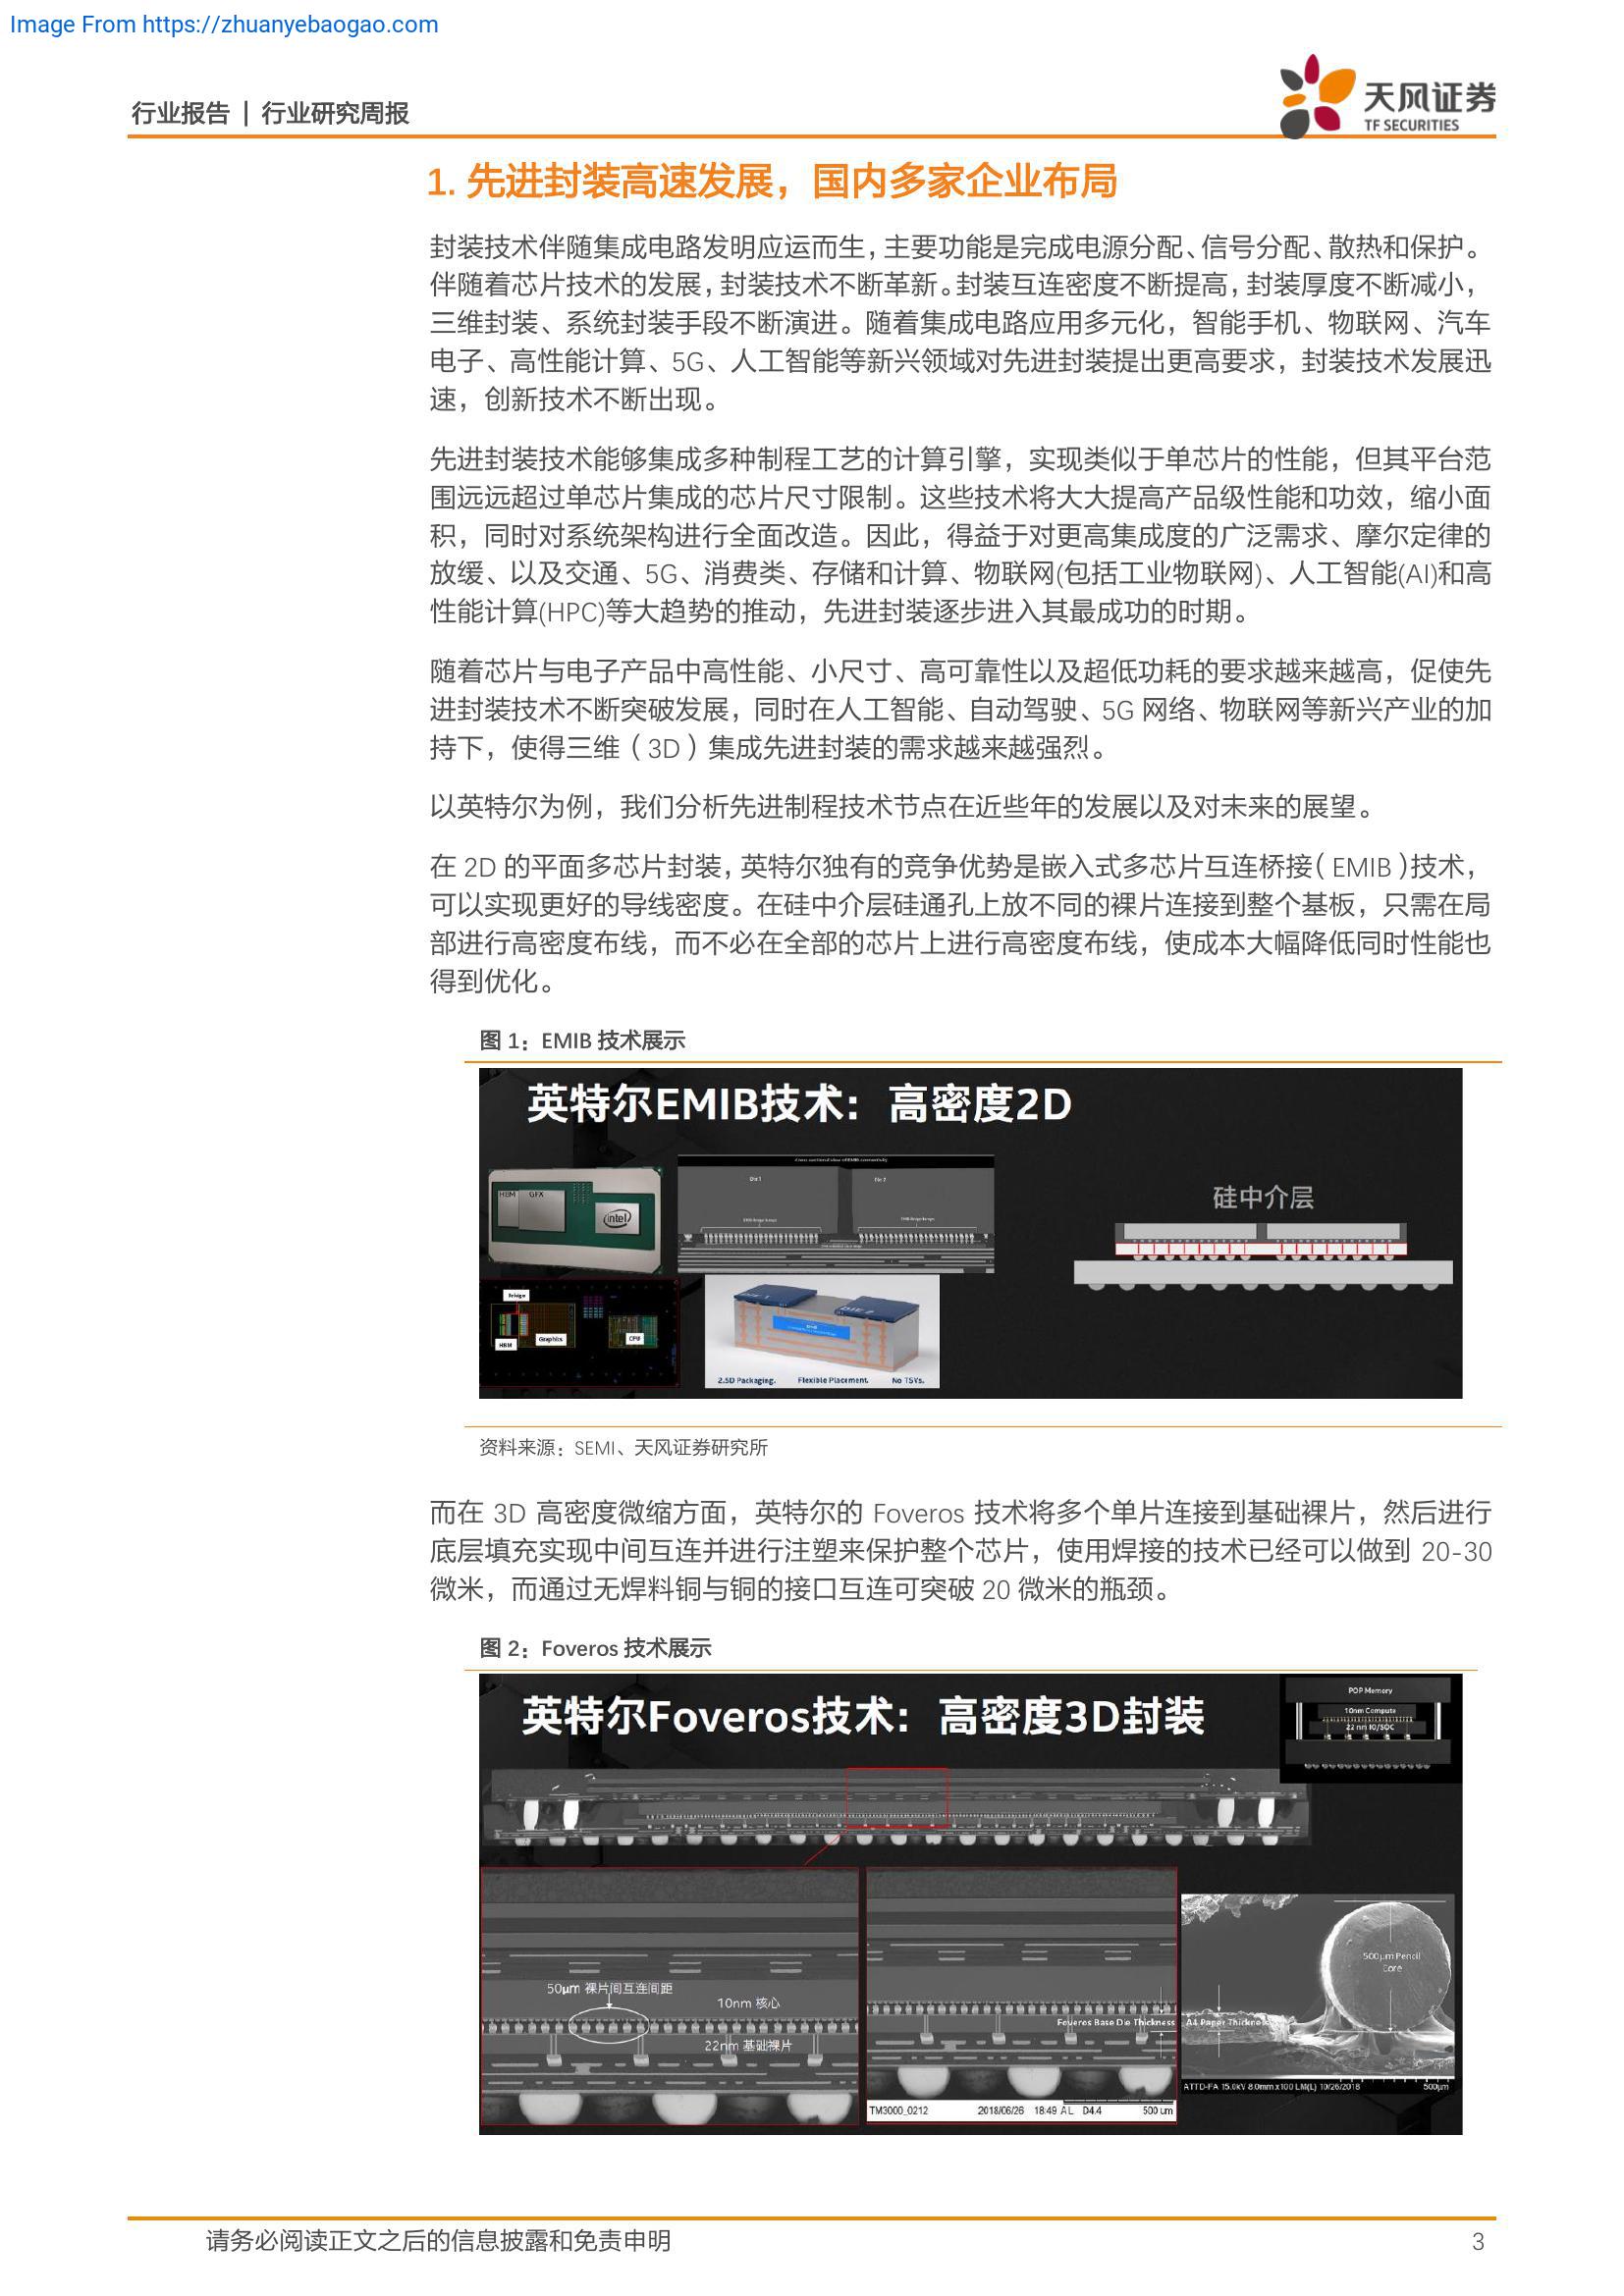 Image From https://zhuanyebaogao.com
行业报告 | 行业研究周报
天风证券
TF SECURITIES
1. 先进封装高速发展，国内多家企业布局
封装技术伴随集成电路发明应运而生，主要功能是完成电源分配、信号分配、散热和保护。
伴随着芯片技术的发展，封装技术不断革新。封装互连密度不断提高，封装厚度不断减小，
三维封装、系统封装手段不断演进。随着集成电路应用多元化，智能手机、物联网、汽车
电子、高性能计算、5G、人工智能等新兴领域对先进封装提出更高要求，封装技术发展迅
速，创新技术不断出现。
先进封装技术能够集成多种制程工艺的计算引擎，实现类似于单芯片的性能，但其平台范
围远远超过单芯片集成的芯片尺寸限制。这些技术将大大提高产品级性能和功效，缩小面
积，同时对系统架构进行全面改造。因此，得益于对更高集成度的广泛需求、摩尔定律的
放缓、以及交通、5G、消费类、存储和计算、物联网(包括工业物联网)、人工智能(AI)和高
性能计算(HPC)等大趋势的推动，先进封装逐步进入其最成功的时期。
随着芯片与电子产品中高性能、小尺寸、高可靠性以及超低功耗的要求越来越高，促使先
进封装技术不断突破发展，同时在人工智能、自动驾驶、5G 网络、物联网等新兴产业的加
持下，使得三维（3D）集成先进封装的需求越来越强烈。
以英特尔为例，我们分析先进制程技术节点在近些年的发展以及对未来的展望。
在 2D 的平面多芯片封装，英特尔独有的竞争优势是嵌入式多芯片互连桥接（EMIB）技术，
可以实现更好的导线密度。在硅中介层硅通孔上放不同的裸片连接到整个基板，只需在局
部进行高密度布线，而不必在全部的芯片上进行高密度布线，使成本大幅降低同时性能也
得到优化。
图 1：EMIB 技术展示
英特尔EMIB技术：高密度2D
HBM GFX
intel
Die 1
Die 2
硅中介层
Bridge
HBM
Graphics
CPU
2.5D Packaging. Flexible Placement. No TSVs.
资料来源：SEMI、天风证券研究所
而在 3D 高密度微缩方面，英特尔的 Foveros 技术将多个单片连接到基础裸片，然后进行
底层填充实现中间互连并进行注塑来保护整个芯片，使用焊接的技术已经可以做到 20-30
微米，而通过无焊料铜与铜的接口互连可突破 20 微米的瓶颈。
图 2：Foveros 技术展示
英特尔Foveros技术：高密度3D封装
POP Memory
10nm Compute
22 nm IO/SOC
50μm 裸片间互连间距
10nm 核心
22nm 基础裸片
Foveros Base Die Thickness
A4 Paper Thickness
500μm Pencil
Core
TM3000_0212 2018/06/26 18:49 AL D4.4 500 um
ATTD-FA 15.0kV 8.0mm x100 LM(L) 10/26/2018 500μm
请务必阅读正文之后的信息披露和免责申明
3